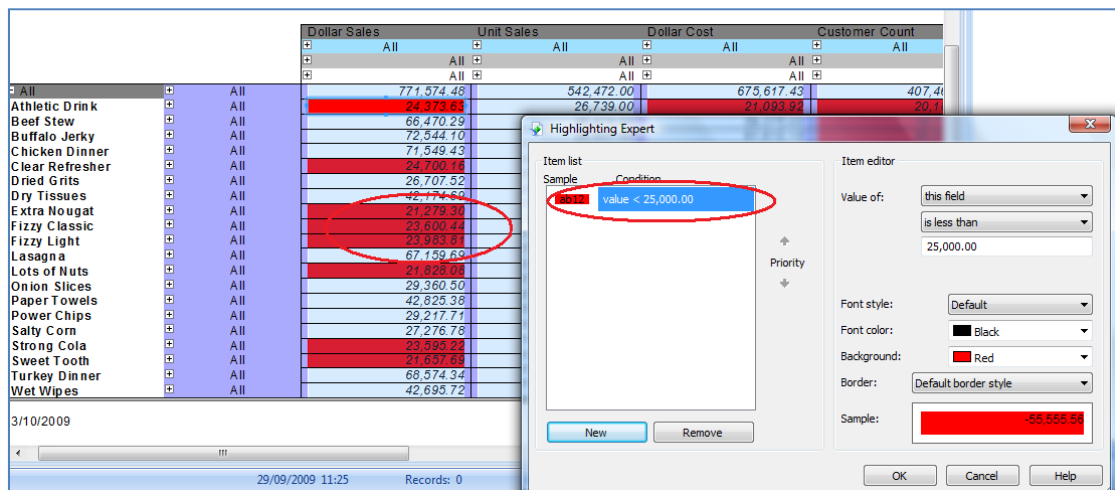 Dollar Sales Unit Sales Dollar Cost Customer Count
All All All All
All All All All
All All All All
All All 771,574.48 542,472.00 675,617.43
Athletic Drink All 24,373.63 26,739.00 21,093.92
Beef Stew All 66,470.29
Buffalo Jerky All 72,544.10
Chicken Dinner All 71,549.43
Clear Refresher All 24,700.16
Dried Grits All 26,707.52
Dry Tissues All 42,174.69
Extra Nougat All 21,279.30
Fizzy Classic All 23,600.44
Fizzy Light All 23,983.81
Lasagna All 67,159.69
Lots of Nuts All 21,828.08
Onion Slices All 29,360.50
Paper Towels All 42,825.38
Power Chips All 29,217.71
Salty Corn All 27,276.78
Strong Cola All 23,595.22
Sweet Tooth All 21,657.69
Turkey Dinner All 68,574.34
Wet Wipes All 42,695.72
3/10/2009
29/09/2009 11:25 Records: 0
Highlighting Expert
Item list
Sample Condition
ab12 value < 25,000.00
Priority
New Remove
Item editor
Value of: this field
is less than
25,000.00
Font style: Default
Font color: Black
Background: Red
Border: Default border style
Sample: -55,555.56
OK Cancel Help